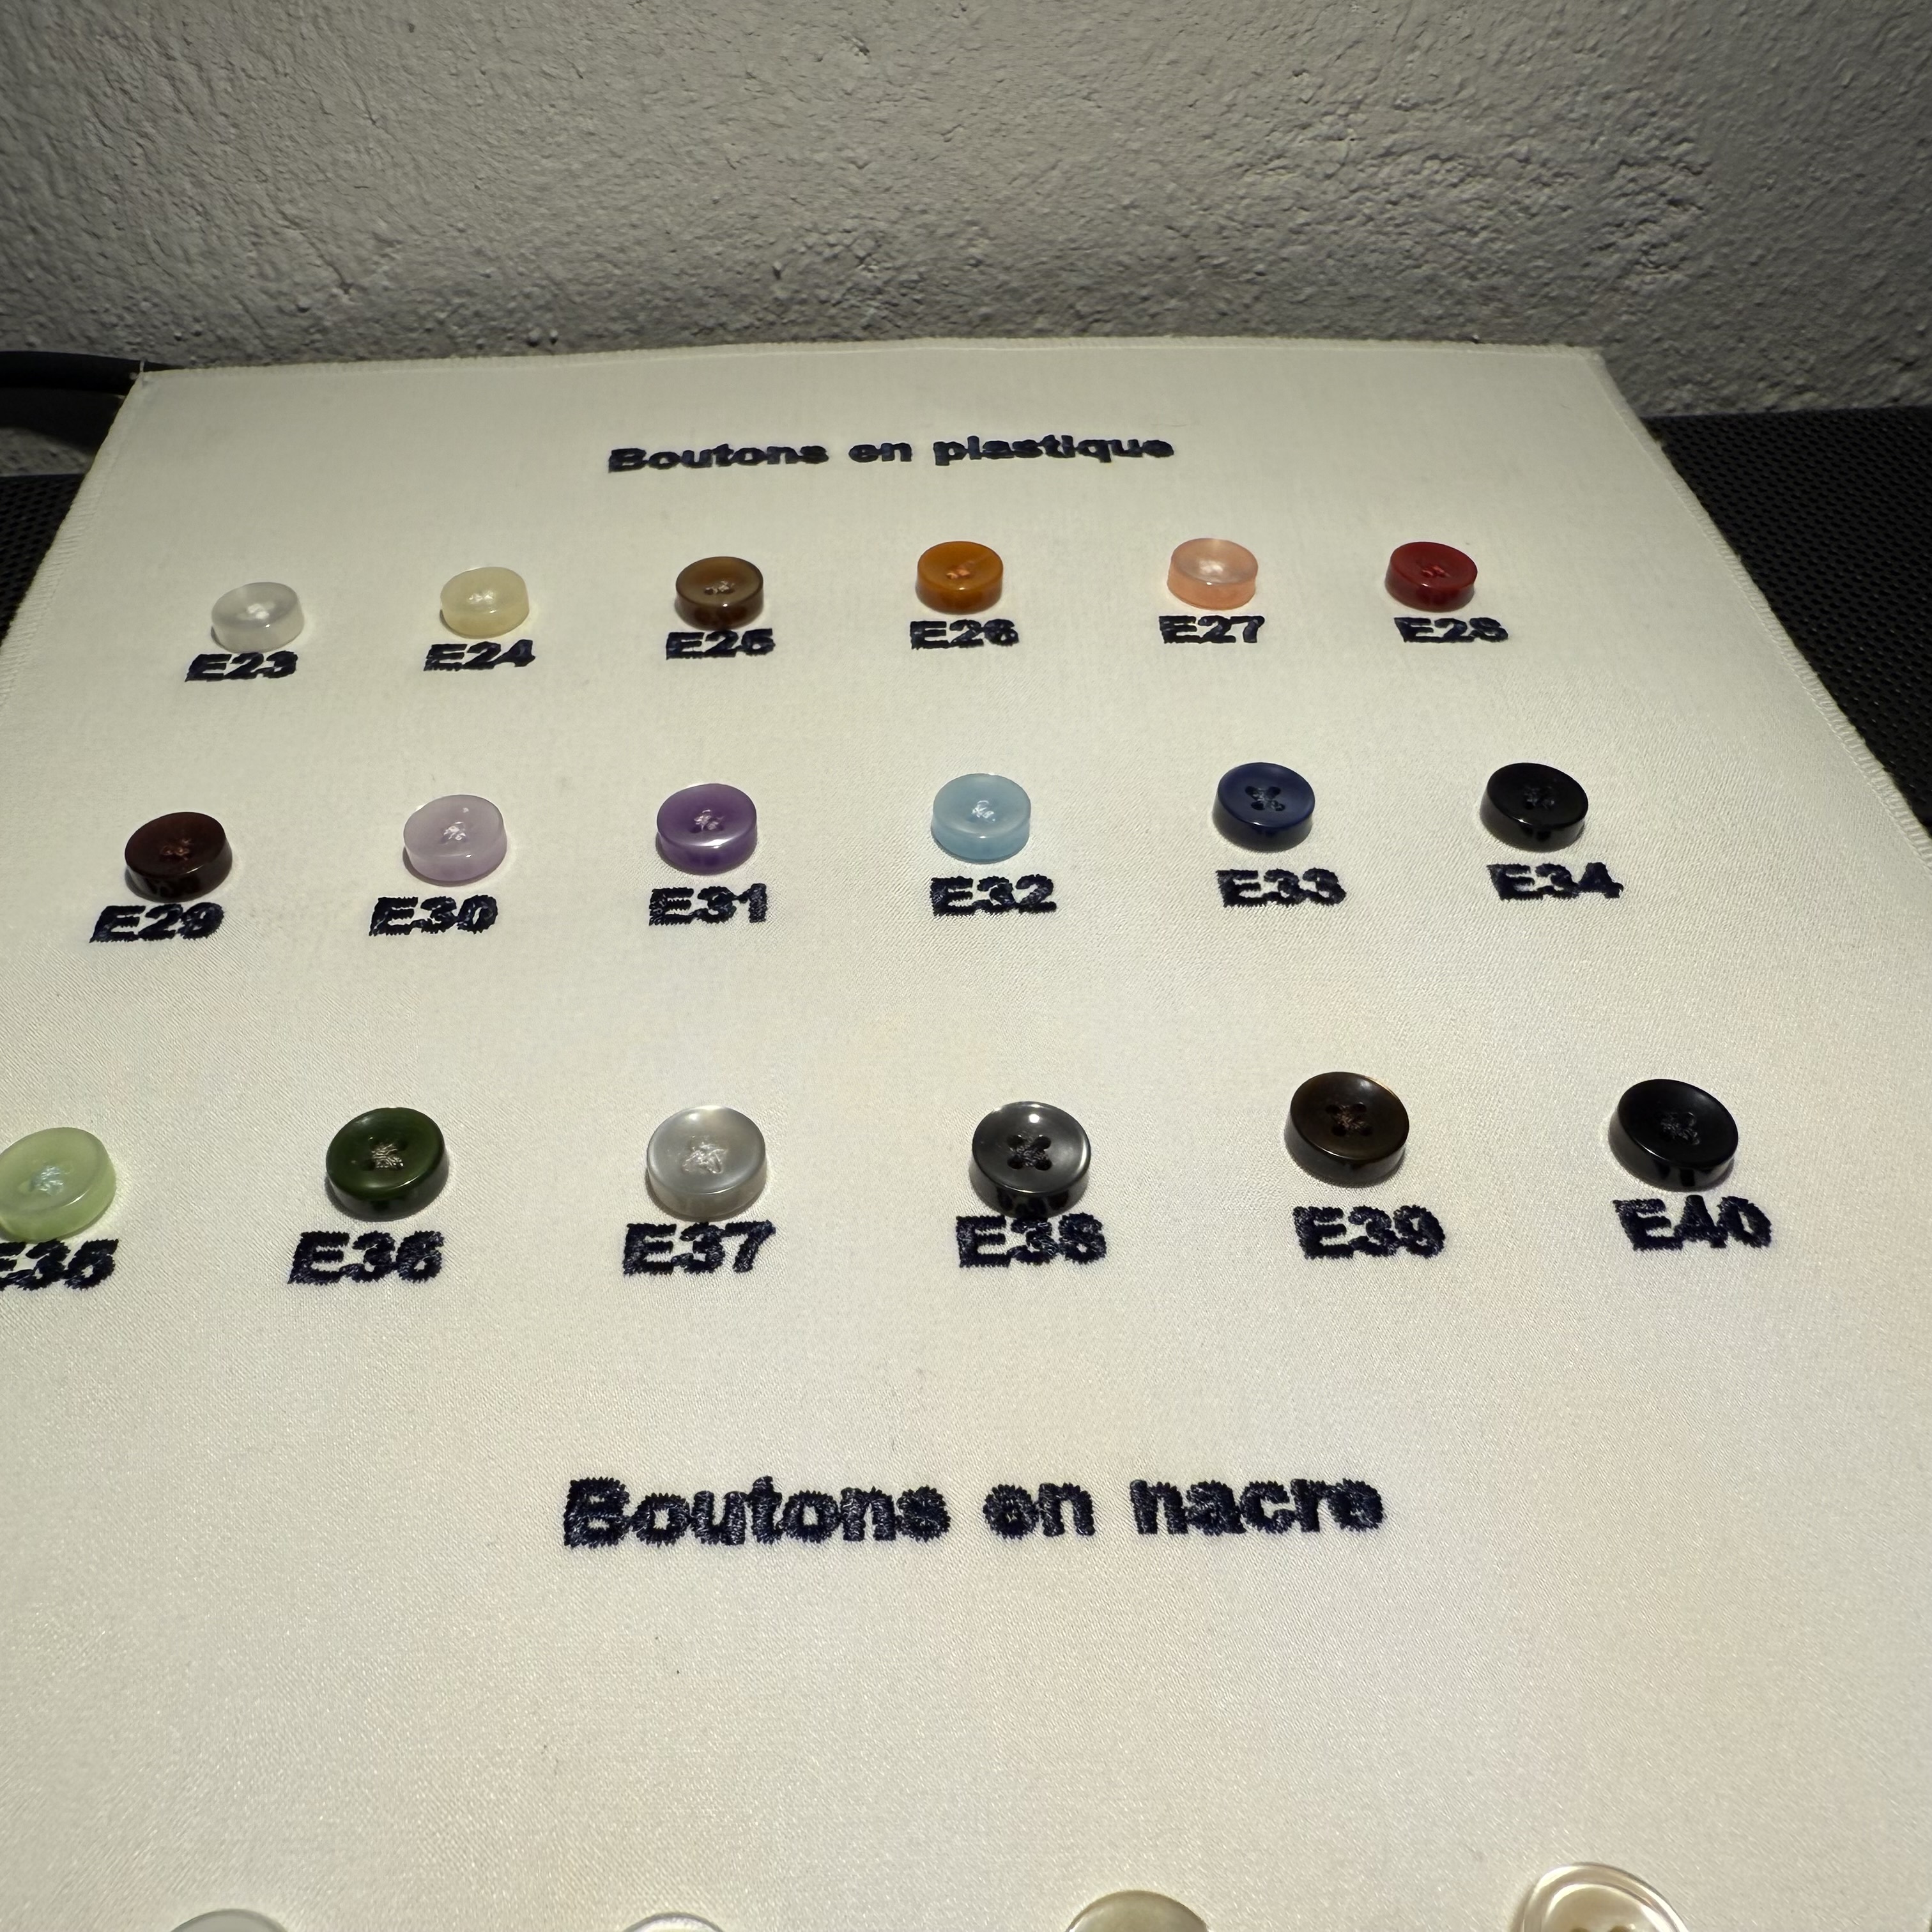 Boutons en plastique
E23 E24 E25 E26 E27 E28
E29 E30 E31 E32 E33 E34
E35 E36 E37 E38 E39 E40
Boutons en nacre